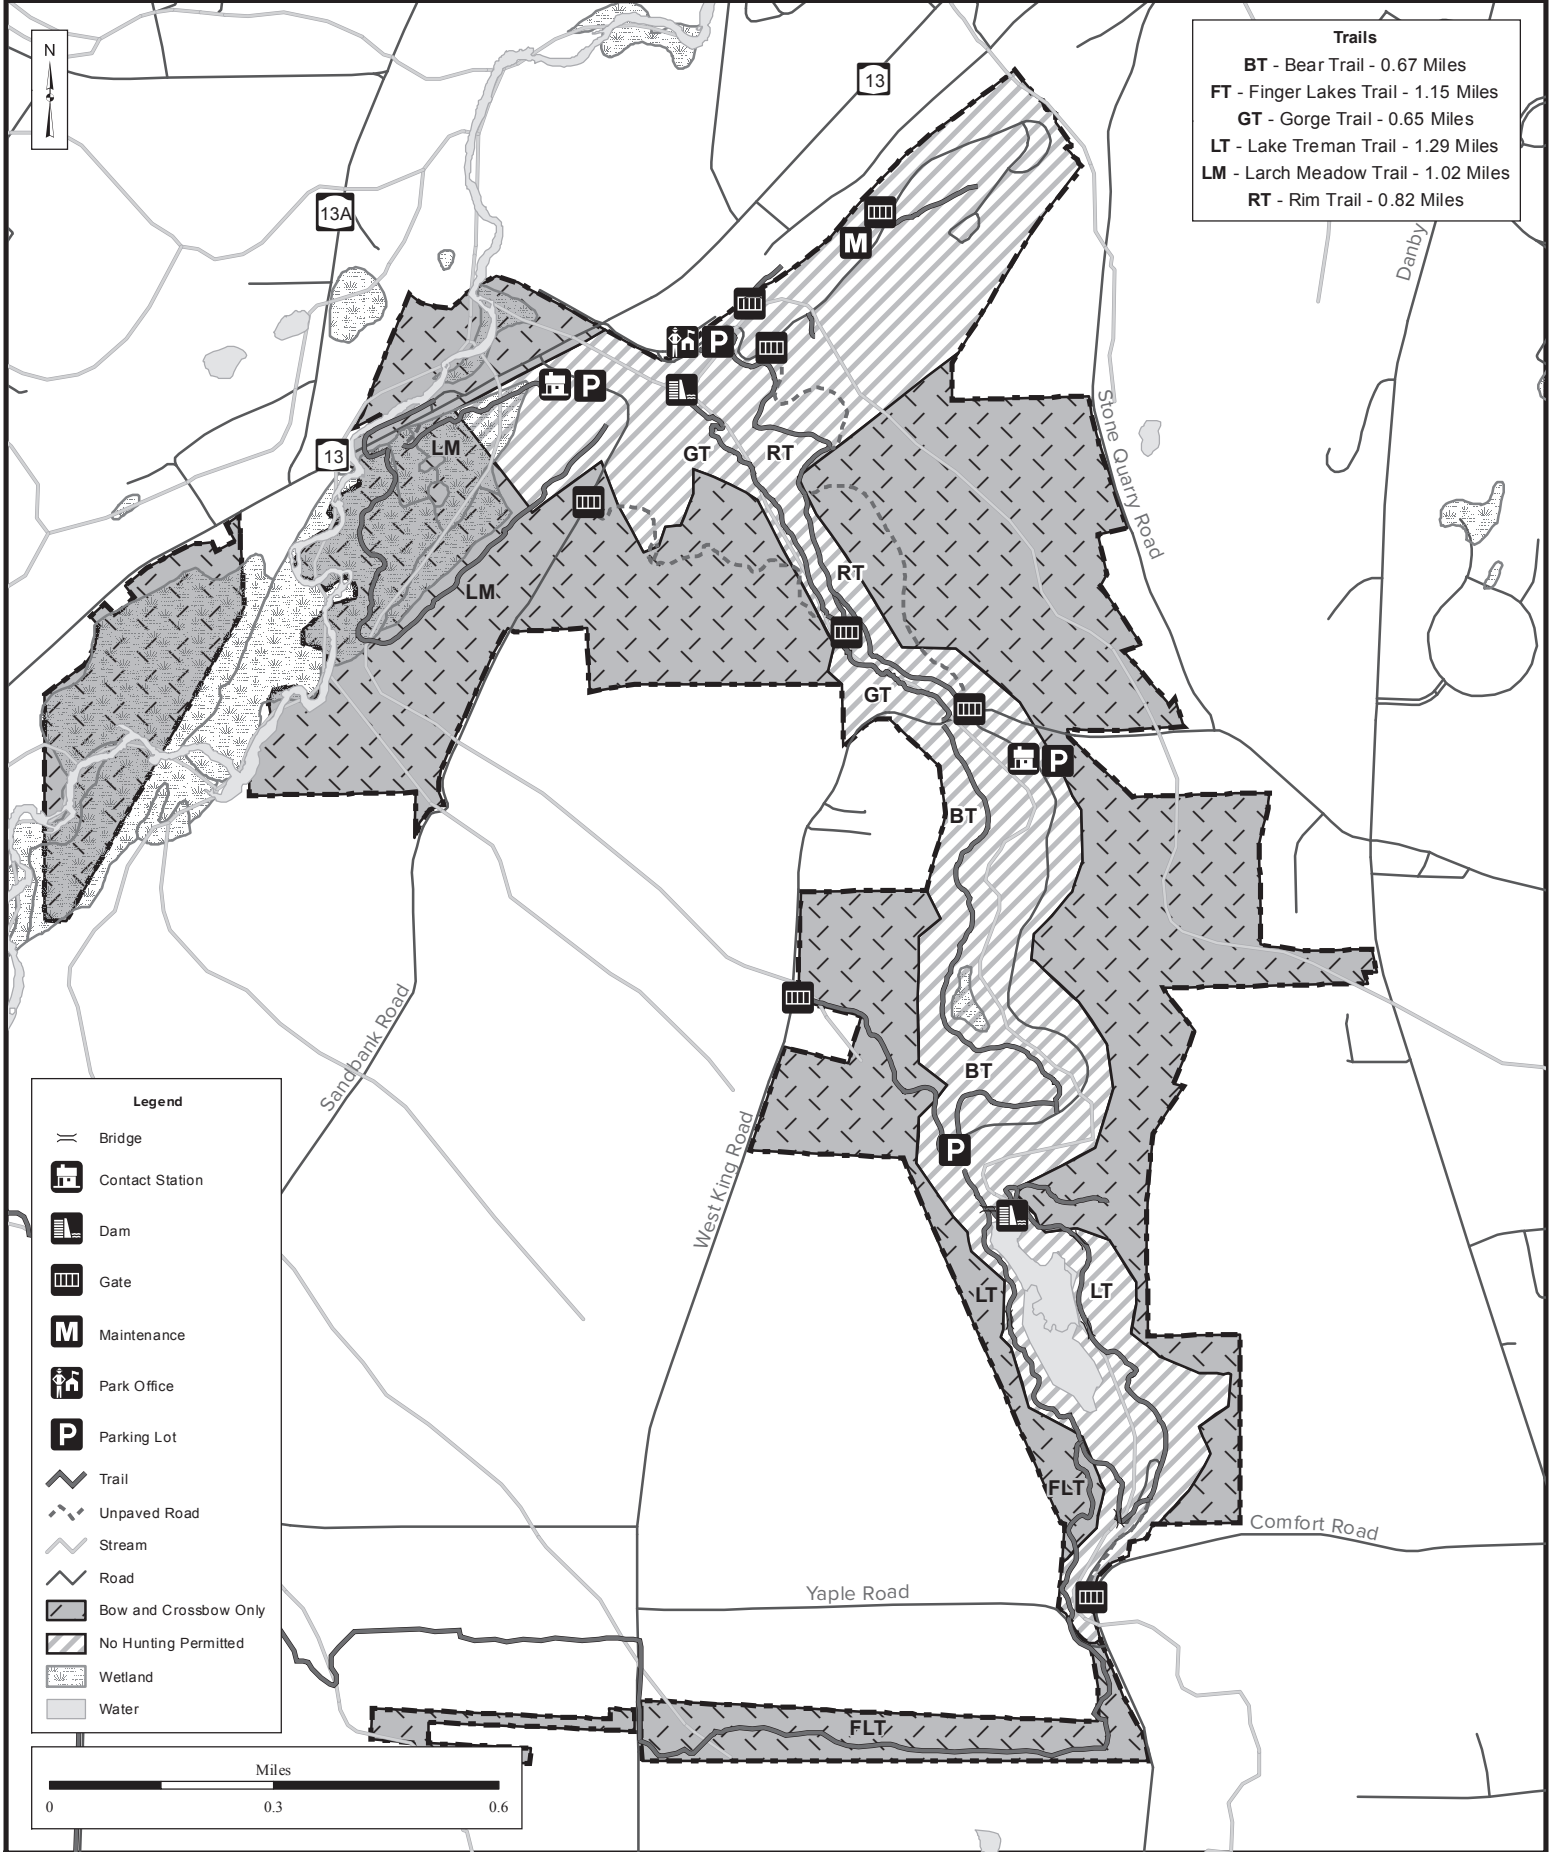 N
Trails
BT - Bear Trail - 0.67 Miles
FT - Finger Lakes Trail - 1.15 Miles
GT - Gorge Trail - 0.65 Miles
LT - Lake Treman Trail - 1.29 Miles
LM - Larch Meadow Trail - 1.02 Miles
RT - Rim Trail - 0.82 Miles
13
13A
Danby
M
P
P
Stone Quarry Road
13
LM
GT
RT
RT
LM
GT
P
BT
Sandbank Road
BT
West King Road
P
LT
LT
FLT
Comfort Road
Yaple Road
FLT
Legend
Bridge
Contact Station
Dam
Gate
M Maintenance
Park Office
P Parking Lot
Trail
Unpaved Road
Stream
Road
Bow and Crossbow Only
No Hunting Permitted
Wetland
Water
Miles
0 0.3 0.6